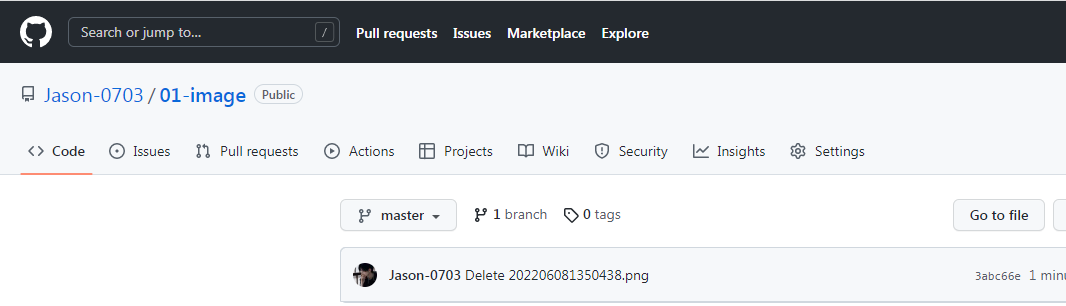 Search or jump to... / Pull requests Issues Marketplace Explore
Jason-0703 / 01-image Public
Code Issues Pull requests Actions Projects Wiki Security Insights Settings
master 1 branch 0 tags Go to file
Jason-0703 Delete 202206081350438.png 3abc66e 1